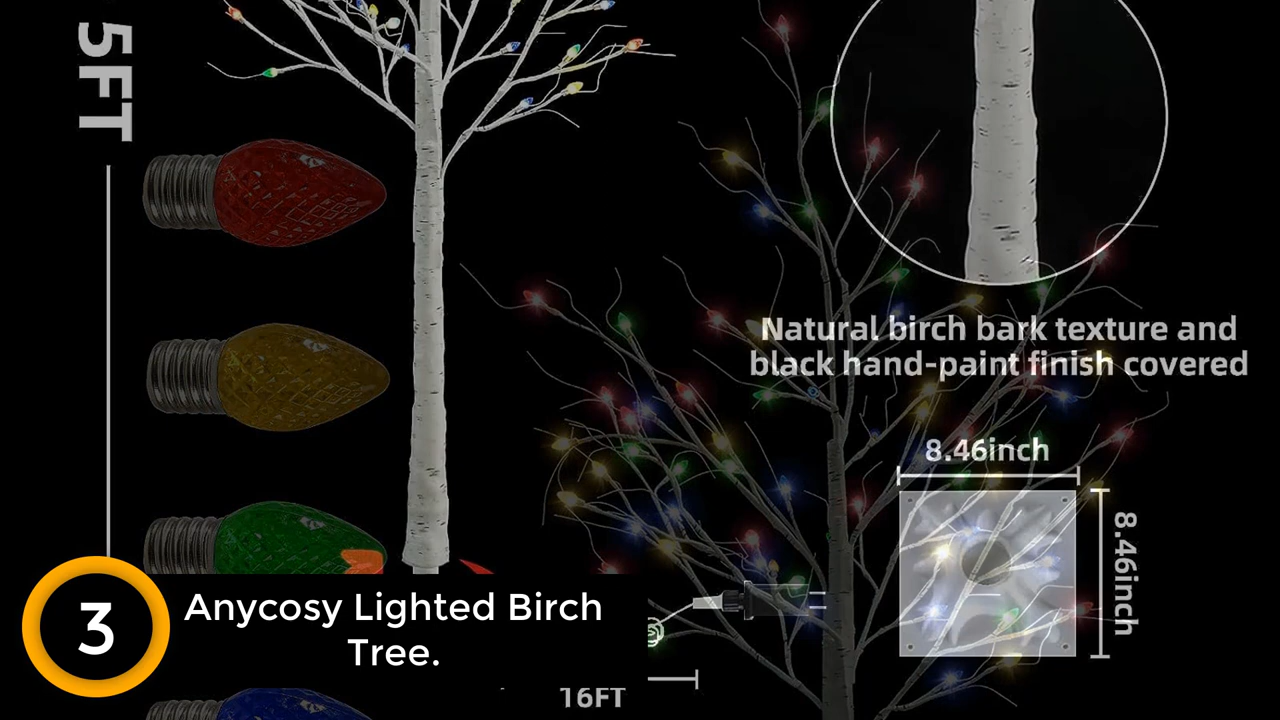 5FT
Natural birch bark texture and
black hand-paint finish covered
8.46inch
8.46inch
3
Anycosy Lighted Birch
Tree.
16FT